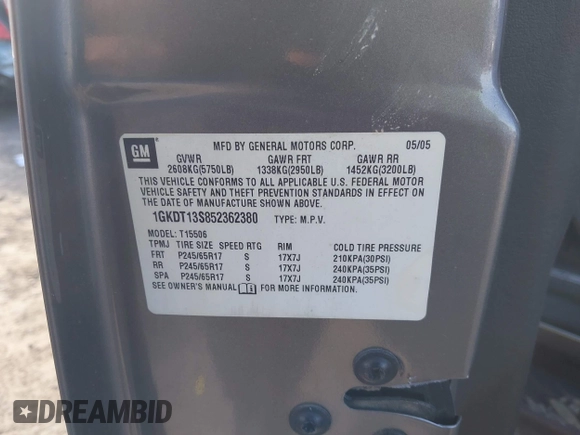 GM
MFD BY GENERAL MOTORS CORP. 05/05
GVWR GAWR FRT GAWR RR
2608KG(5750LB) 1338KG(2950LB) 1452KG(3200LB)
THIS VEHICLE CONFORMS TO ALL APPLICABLE U.S. FEDERAL MOTOR
VEHICLE SAFETY AND THEFT PREVENTION STANDARDS IN EFFECT ON
THE DATE OF MANUFACTURE SHOWN ABOVE.
1GKDT13S852362380 TYPE: M.P.V.
MODEL: T15506
TPMJ TIRE SIZE SPEED RTG RIM COLD TIRE PRESSURE
FRT P245/65R17 S 17X7J 210KPA(30PSI)
RR P245/65R17 S 17X7J 240KPA(35PSI)
SPA P245/65R17 S 17X7J 240KPA(35PSI)
SEE OWNER'S MANUAL FOR MORE INFORMATION.
DREAMBID